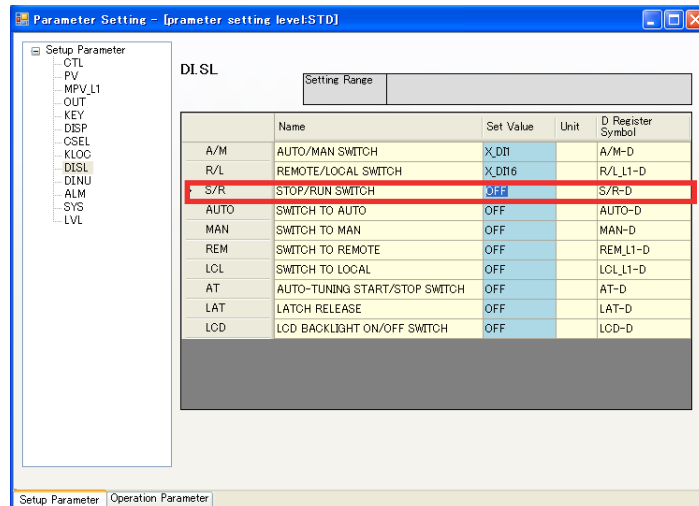 Parameter Setting - [prameter setting level:STD]
Setup Parameter
CTL
PV
MPV_L1
OUT
KEY
DISP
CSEL
KLOC
DISL
DINU
ALM
SYS
LVL
DI.SL
Setting Range
Name Set Value Unit D Register Symbol
A/M AUTO/MAN SWITCH X_DI1 A/M-D
R/L REMOTE/LOCAL SWITCH X_DI16 R/L_L1-D
S/R STOP/RUN SWITCH OFF S/R-D
AUTO SWITCH TO AUTO OFF AUTO-D
MAN SWITCH TO MAN OFF MAN-D
REM SWITCH TO REMOTE OFF REM_L1-D
LCL SWITCH TO LOCAL OFF LCL_L1-D
AT AUTO-TUNING START/STOP SWITCH OFF AT-D
LAT LATCH RELEASE OFF LAT-D
LCD LCD BACKLIGHT ON/OFF SWITCH OFF LCD-D
Setup Parameter Operation Parameter